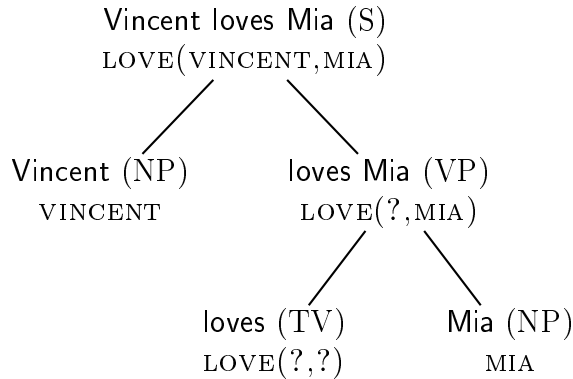 Vincent loves Mia (S)
LOVE(VINCENT,MIA)
Vincent (NP)
VINCENT
loves Mia (VP)
LOVE(?,MIA)
loves (TV)
LOVE(?,?)
Mia (NP)
MIA